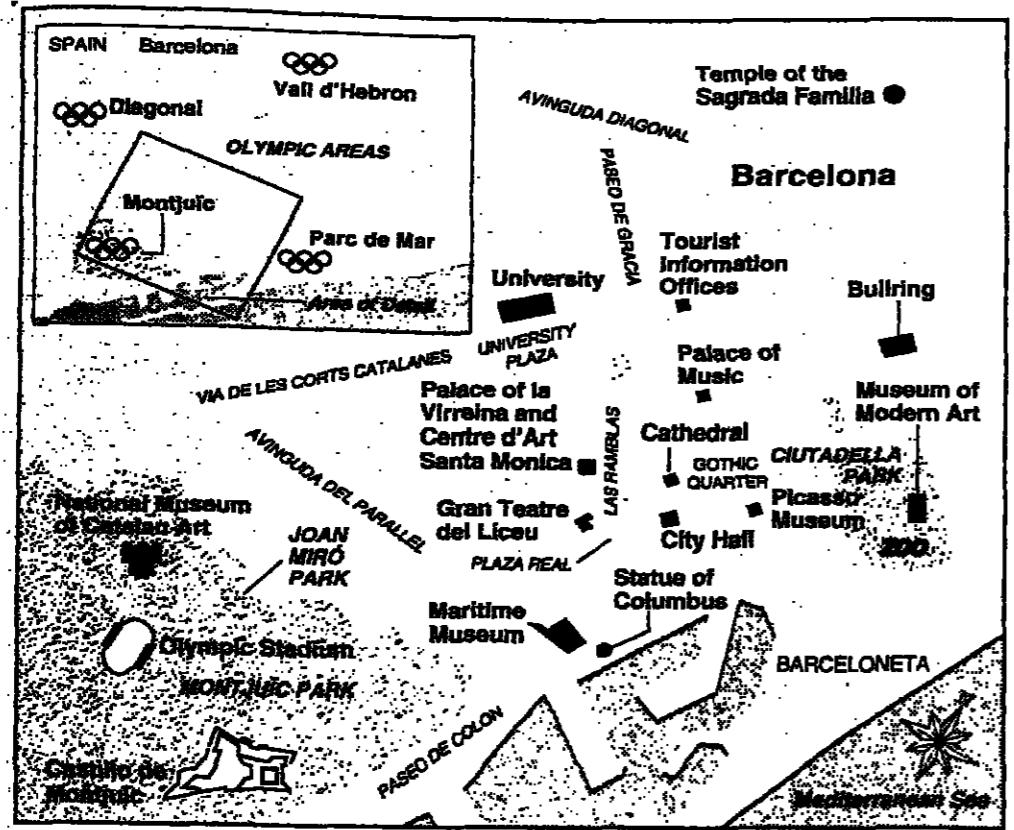 SPAIN Barcelona
Vall d'Hebron
Diagonal
OLYMPIC AREAS
Montjuïc
Parc de Mar
Area of Detail
Temple of the
Sagrada Familia
AVINGUDA DIAGONAL
Barcelona
PASEO DE GRACIA
Tourist
Information
Offices
University
Bullring
UNIVERSITY
PLAZA
VIA DE LES CORTS CATALANES
Palace of
Music
Palace of la
Virreina and
Centre d'Art
Santa Monica
Museum of
Modern Art
LAS RAMBLAS
Cathedral
GOTHIC
QUARTER
CIUTADELLA
PARK
AVINGUDA DEL PARALLEL
National Museum
of Catalan Art
Gran Teatre
del Liceu
Picasso
Museum
City Hall
ZOO
JOAN
MIRÓ
PARK
PLAZA REAL
Statue of
Columbus
Maritime
Museum
Olympic Stadium
BARCELONETA
MONTJUIC PARK
PASEO DE COLON
Castillo de
Montjuic
Mediterranean Sea